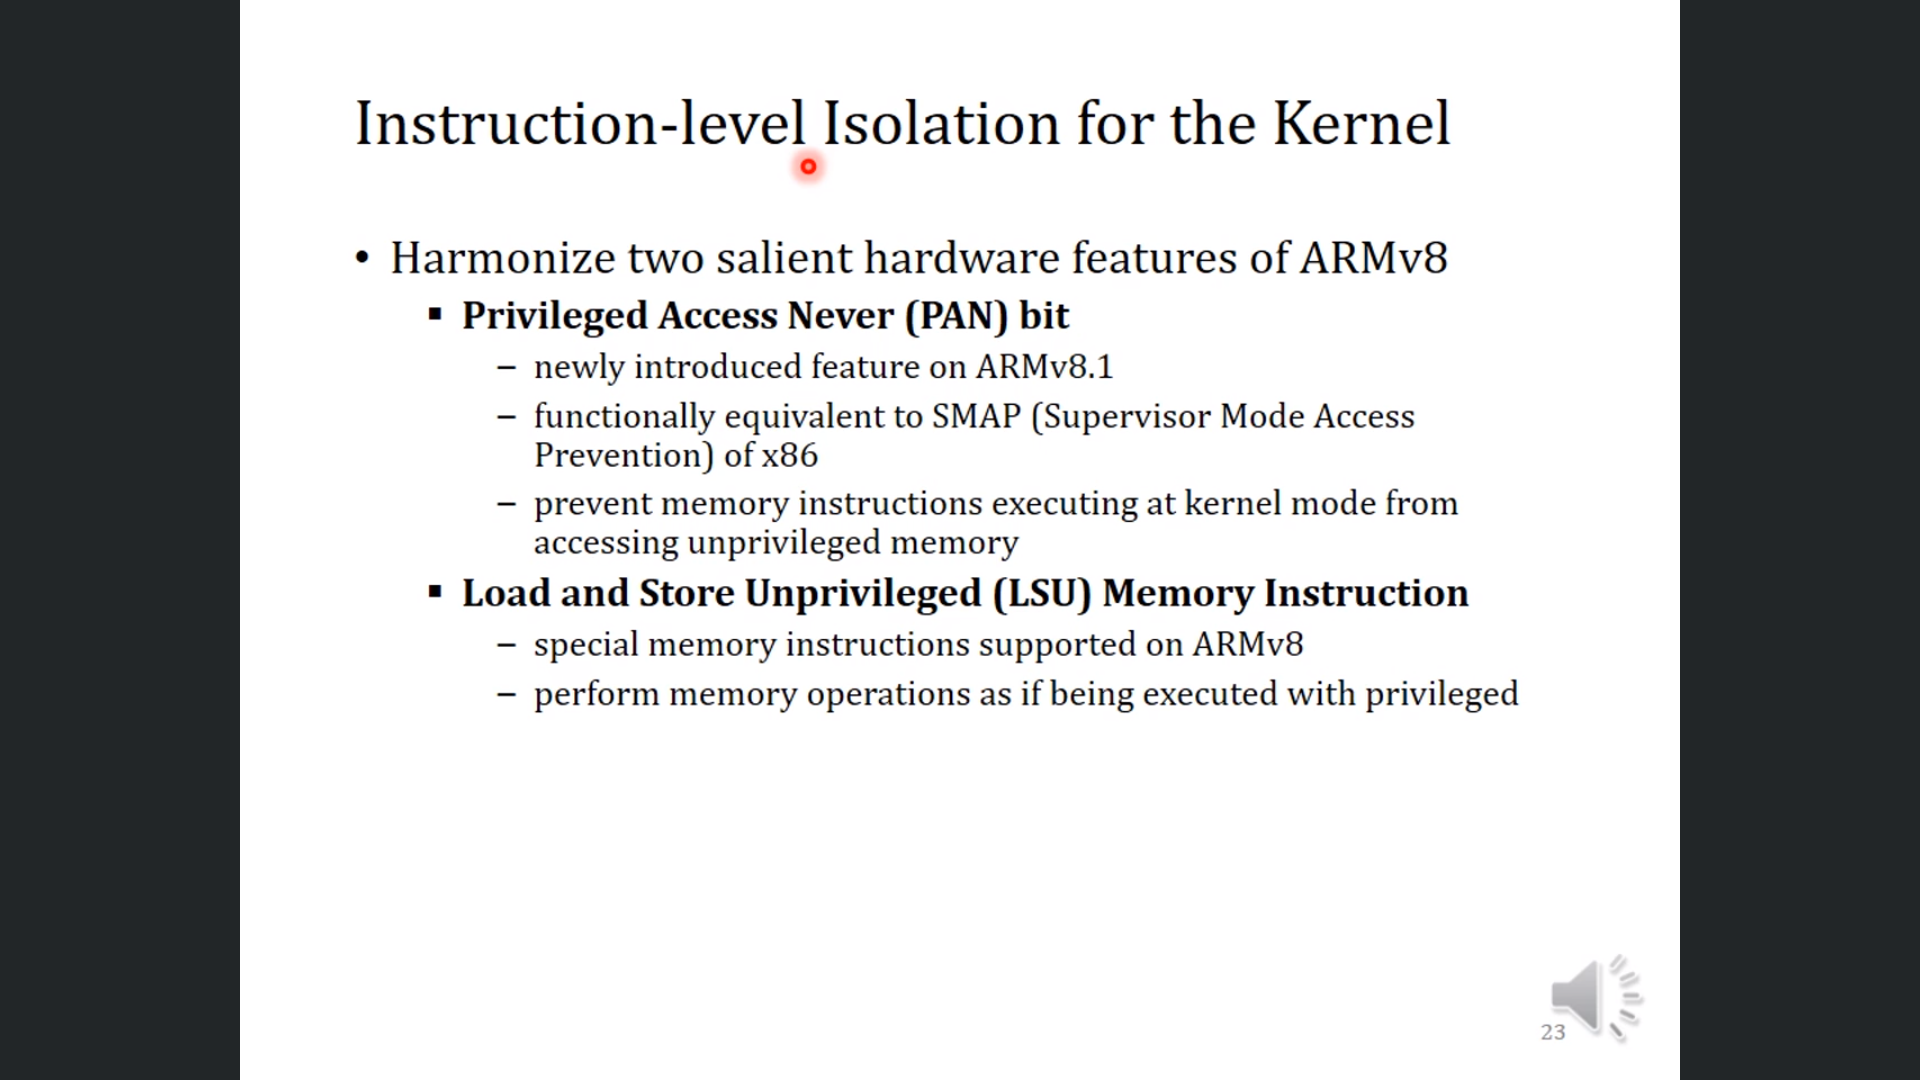 Instruction-level Isolation for the Kernel
• Harmonize two salient hardware features of ARMv8
▪ Privileged Access Never (PAN) bit
– newly introduced feature on ARMv8.1
– functionally equivalent to SMAP (Supervisor Mode Access
Prevention) of x86
– prevent memory instructions executing at kernel mode from
accessing unprivileged memory
▪ Load and Store Unprivileged (LSU) Memory Instruction
– special memory instructions supported on ARMv8
– perform memory operations as if being executed with privileged
23